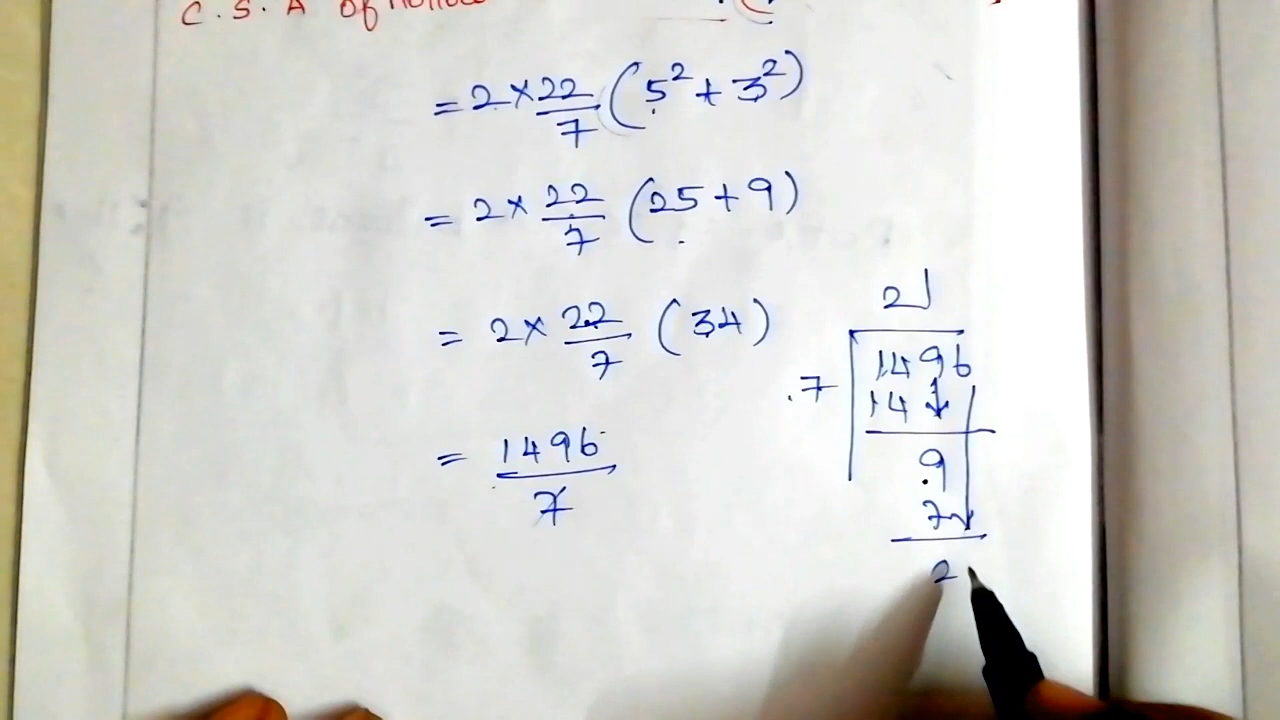 C.S.A Of Hollow
= 2 × 22/7 (5² + 3²)
= 2 × 22/7 (25 + 9)
= 2 × 22/7 (34)
= 1496/7
21
7 1496
14
9
7
2